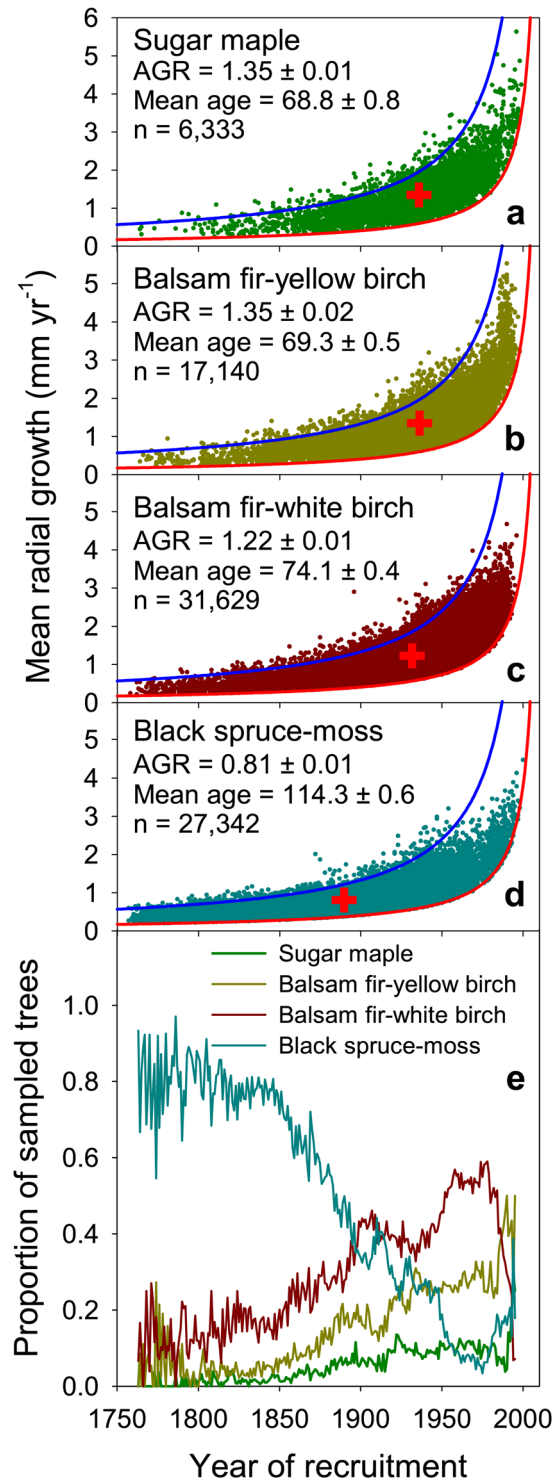 6
Sugar maple
5
AGR = 1.35 ± 0.01
4
Mean age = 68.8 ± 0.8
3
n = 6,333
2
1
a
0
Balsam fir-yellow birch
5
AGR = 1.35 ± 0.02
4
Mean age = 69.3 ± 0.5
3
n = 17,140
2
1
b
0
Balsam fir-white birch
5
AGR = 1.22 ± 0.01
4
Mean age = 74.1 ± 0.4
3
n = 31,629
2
1
c
0
Black spruce-moss
5
AGR = 0.81 ± 0.01
4
Mean age = 114.3 ± 0.6
3
n = 27,342
2
1
d
0
Mean radial growth (mm yr-1)
Sugar maple
Balsam fir-yellow birch
Balsam fir-white birch
Black spruce-moss
e
1.0
0.8
0.6
0.4
0.2
0.0
Proportion of sampled trees
1750 1800 1850 1900 1950 2000
Year of recruitment